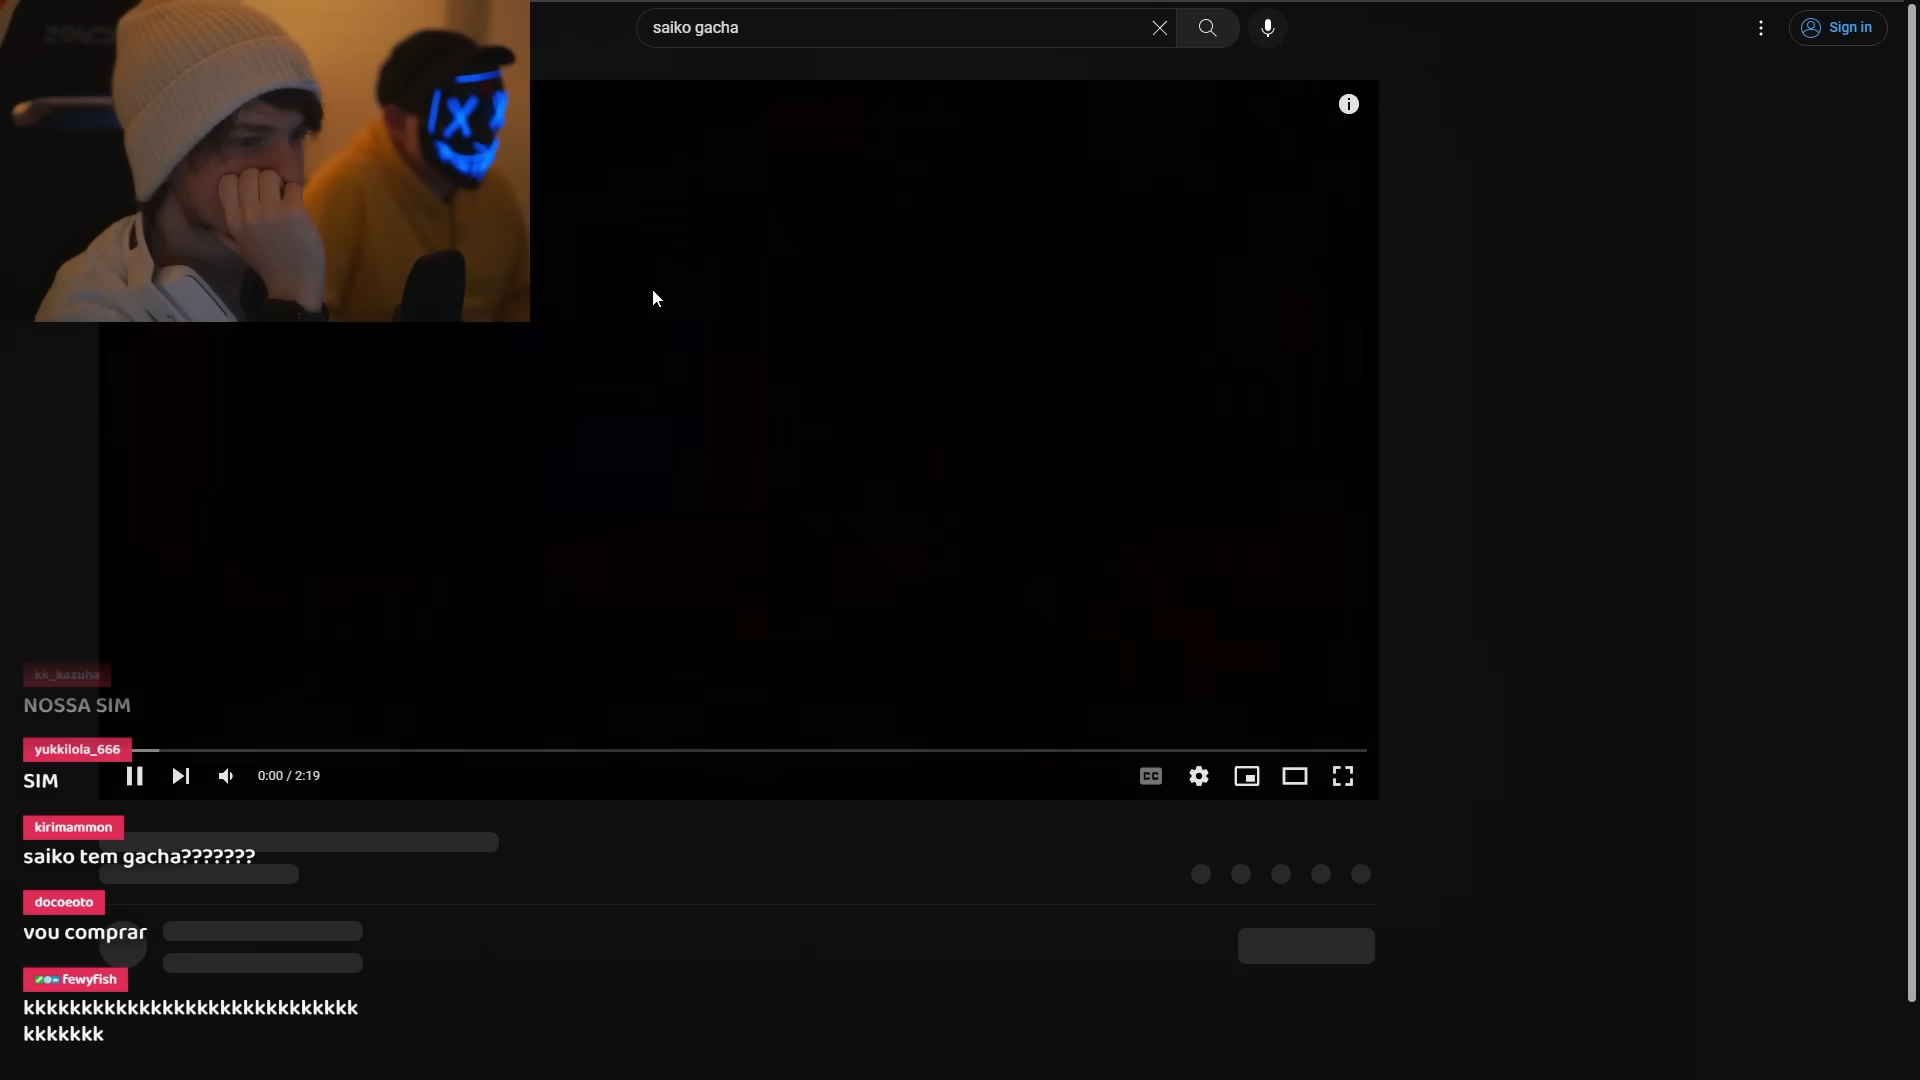 saiko gacha
Sign in
kk_kazuha
NOSSA SIM
yukkilola_666
SIM
0:00 / 2:19
CC
kirimammon
saiko tem gacha???????
docoeoto
vou comprar
fewyfish
kkkkkkkkkkkkkkkkkkkkkkkkkkkkk
kkkkkkk